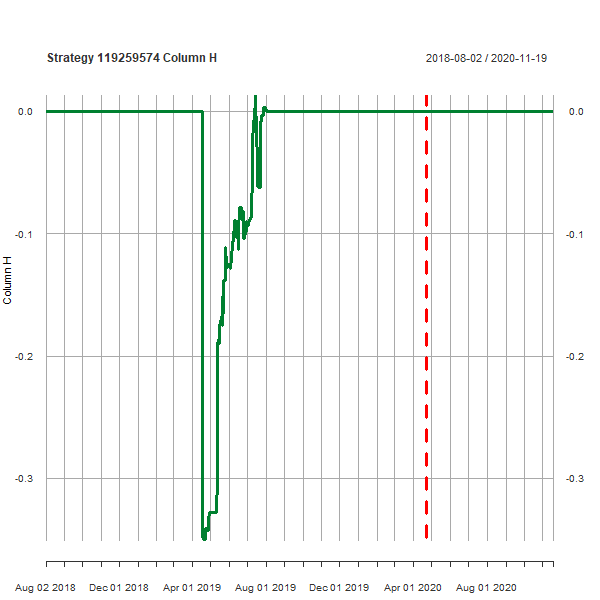 Strategy 119259574 Column H
2018-08-02 / 2020-11-19
0.0 0.0
-0.1 -0.1
-0.2 -0.2
-0.3 -0.3
Column H
Aug 02 2018 Dec 01 2018 Apr 01 2019 Aug 01 2019 Dec 01 2019 Apr 01 2020 Aug 01 2020